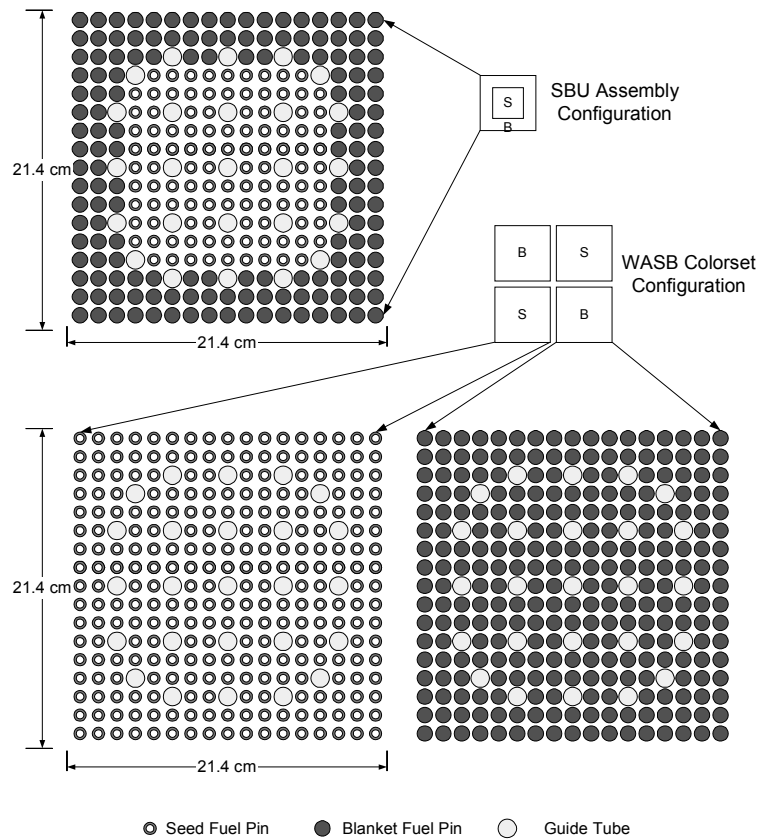 S
B
SBU Assembly
Configuration
21.4 cm
21.4 cm
B
S
S
B
WASB Colorset
Configuration
21.4 cm
21.4 cm
Seed Fuel Pin
Blanket Fuel Pin
Guide Tube